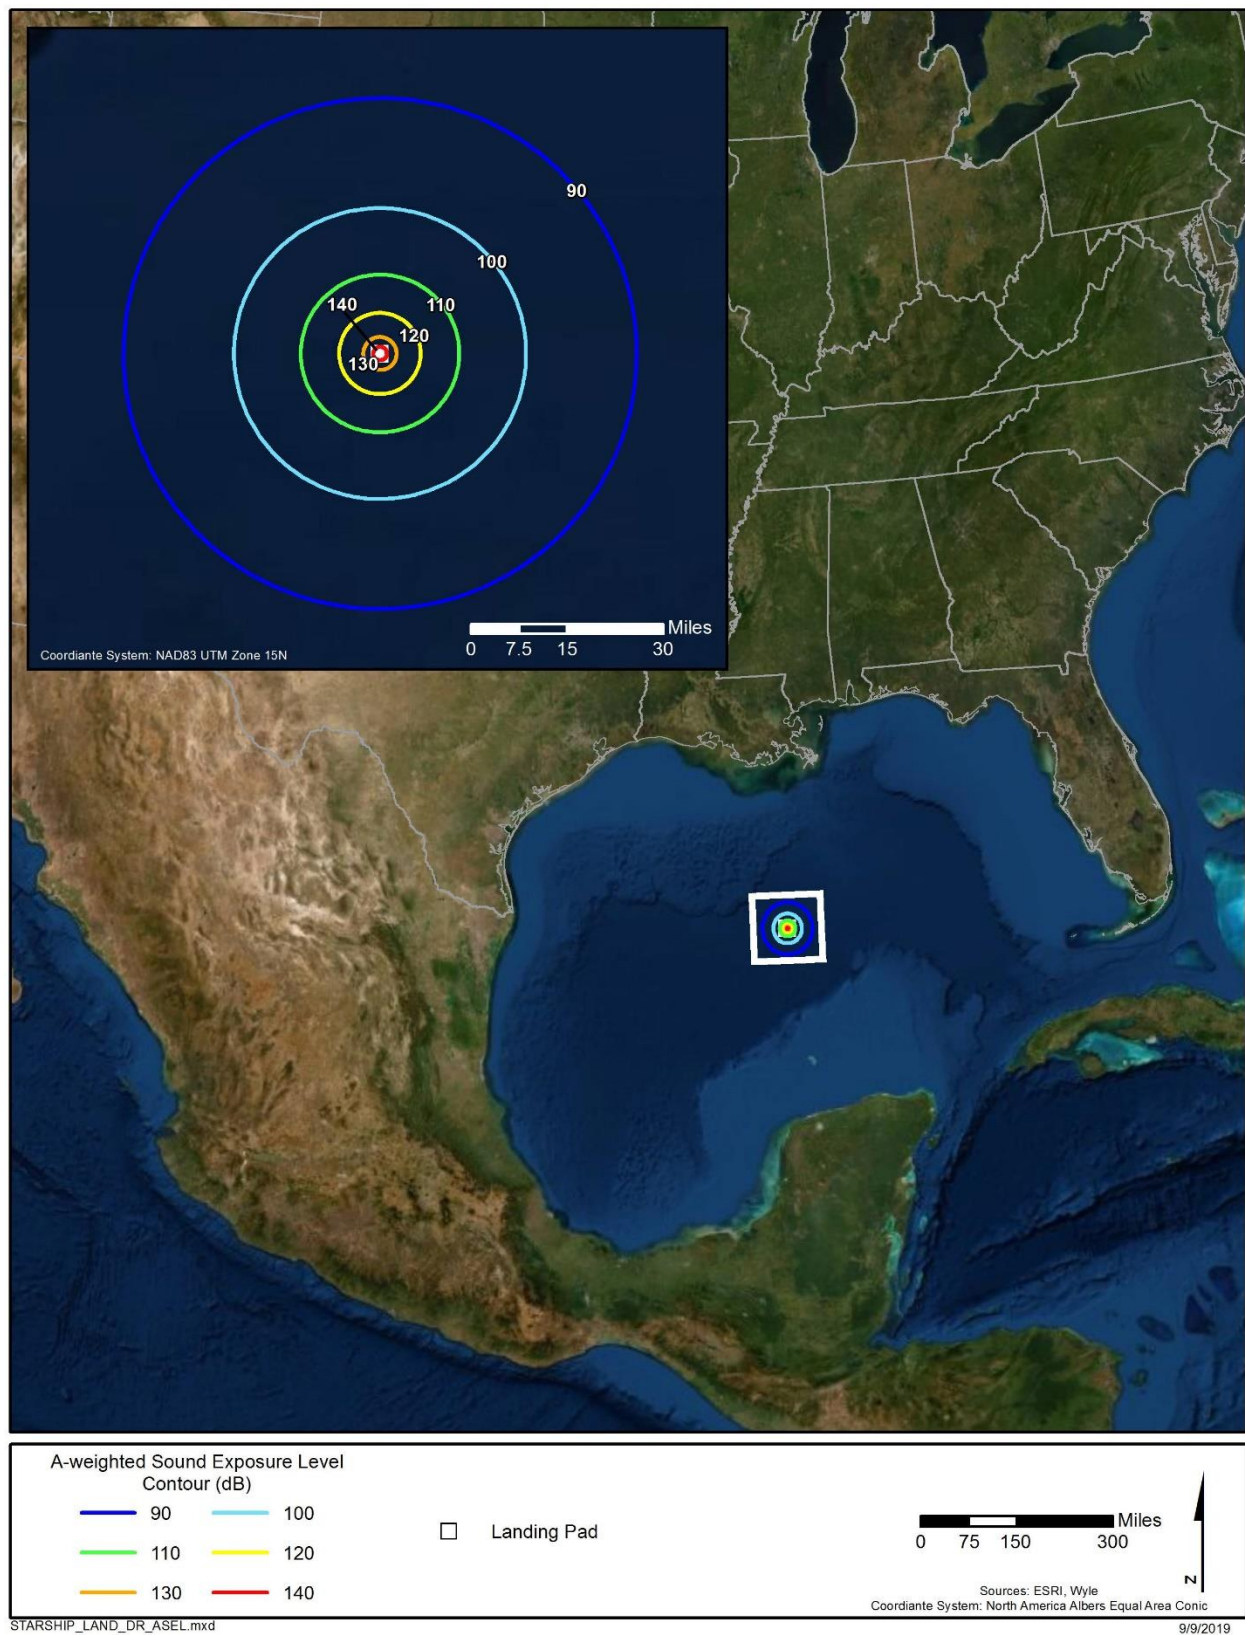 90
100
140
110
120
130
Miles
0 7.5 15 30
Coordiante System: NAD83 UTM Zone 15N
A-weighted Sound Exposure Level
Contour (dB)
90 100
110 120
130 140
Landing Pad
Miles
0 75 150 300
N
Sources: ESRI, Wyle
Coordiante System: North America Albers Equal Area Conic
STARSHIP_LAND_DR_ASEL.mxd
9/9/2019